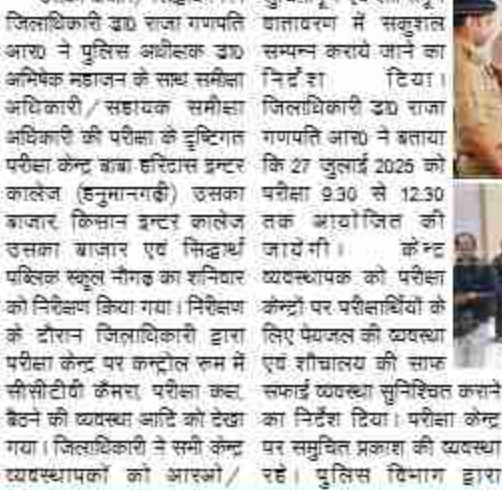 जिलाधिकारी डा0 राजा गणपति
आर0 ने पुलिस अधीक्षक डा0
अभिषेक महाजन के साथ समीक्षा
अधिकारी/सहायक समीक्षा
अधिकारी की परीक्षा के दृष्टिगत
परीक्षा केन्द्र बाबा हरिदास इन्टर
कालेज (हनुमानगढ़ी) उसका
बाजार, किसान इन्टर कालेज
उसका बाजार एवं सिद्धार्थ
पब्लिक स्कूल नौगढ़ का शनिवार
को निरीक्षण किया गया। निरीक्षण
के दौरान जिलाधिकारी द्वारा
परीक्षा केन्द्र पर कन्ट्रोल रूम में
सीसीटीवी कैमरा, परीक्षा कक्ष,
बैठने की व्यवस्था आदि को देखा
गया। जिलाधिकारी ने सभी केन्द्र
व्यवस्थापकों को आरओ/
वातावरण में सकुशल
सम्पन्न कराये जाने का
निर्देश दिया।
जिलाधिकारी डा0 राजा
गणपति आर0 ने बताया
कि 27 जुलाई 2025 को
परीक्षा 9.30 से 12.30
तक आयोजित की
जायेगी। केन्द्र
व्यवस्थापक को परीक्षा
केन्द्रों पर परीक्षार्थियों के
लिए पेयजल की व्यवस्था
एवं शौचालय की साफ
सफाई व्यवस्था सुनिश्चित कराने
का निर्देश दिया। परीक्षा केन्द्र
पर समुचित प्रकाश की व्यवस्था
रहे। पुलिस विभाग द्वारा